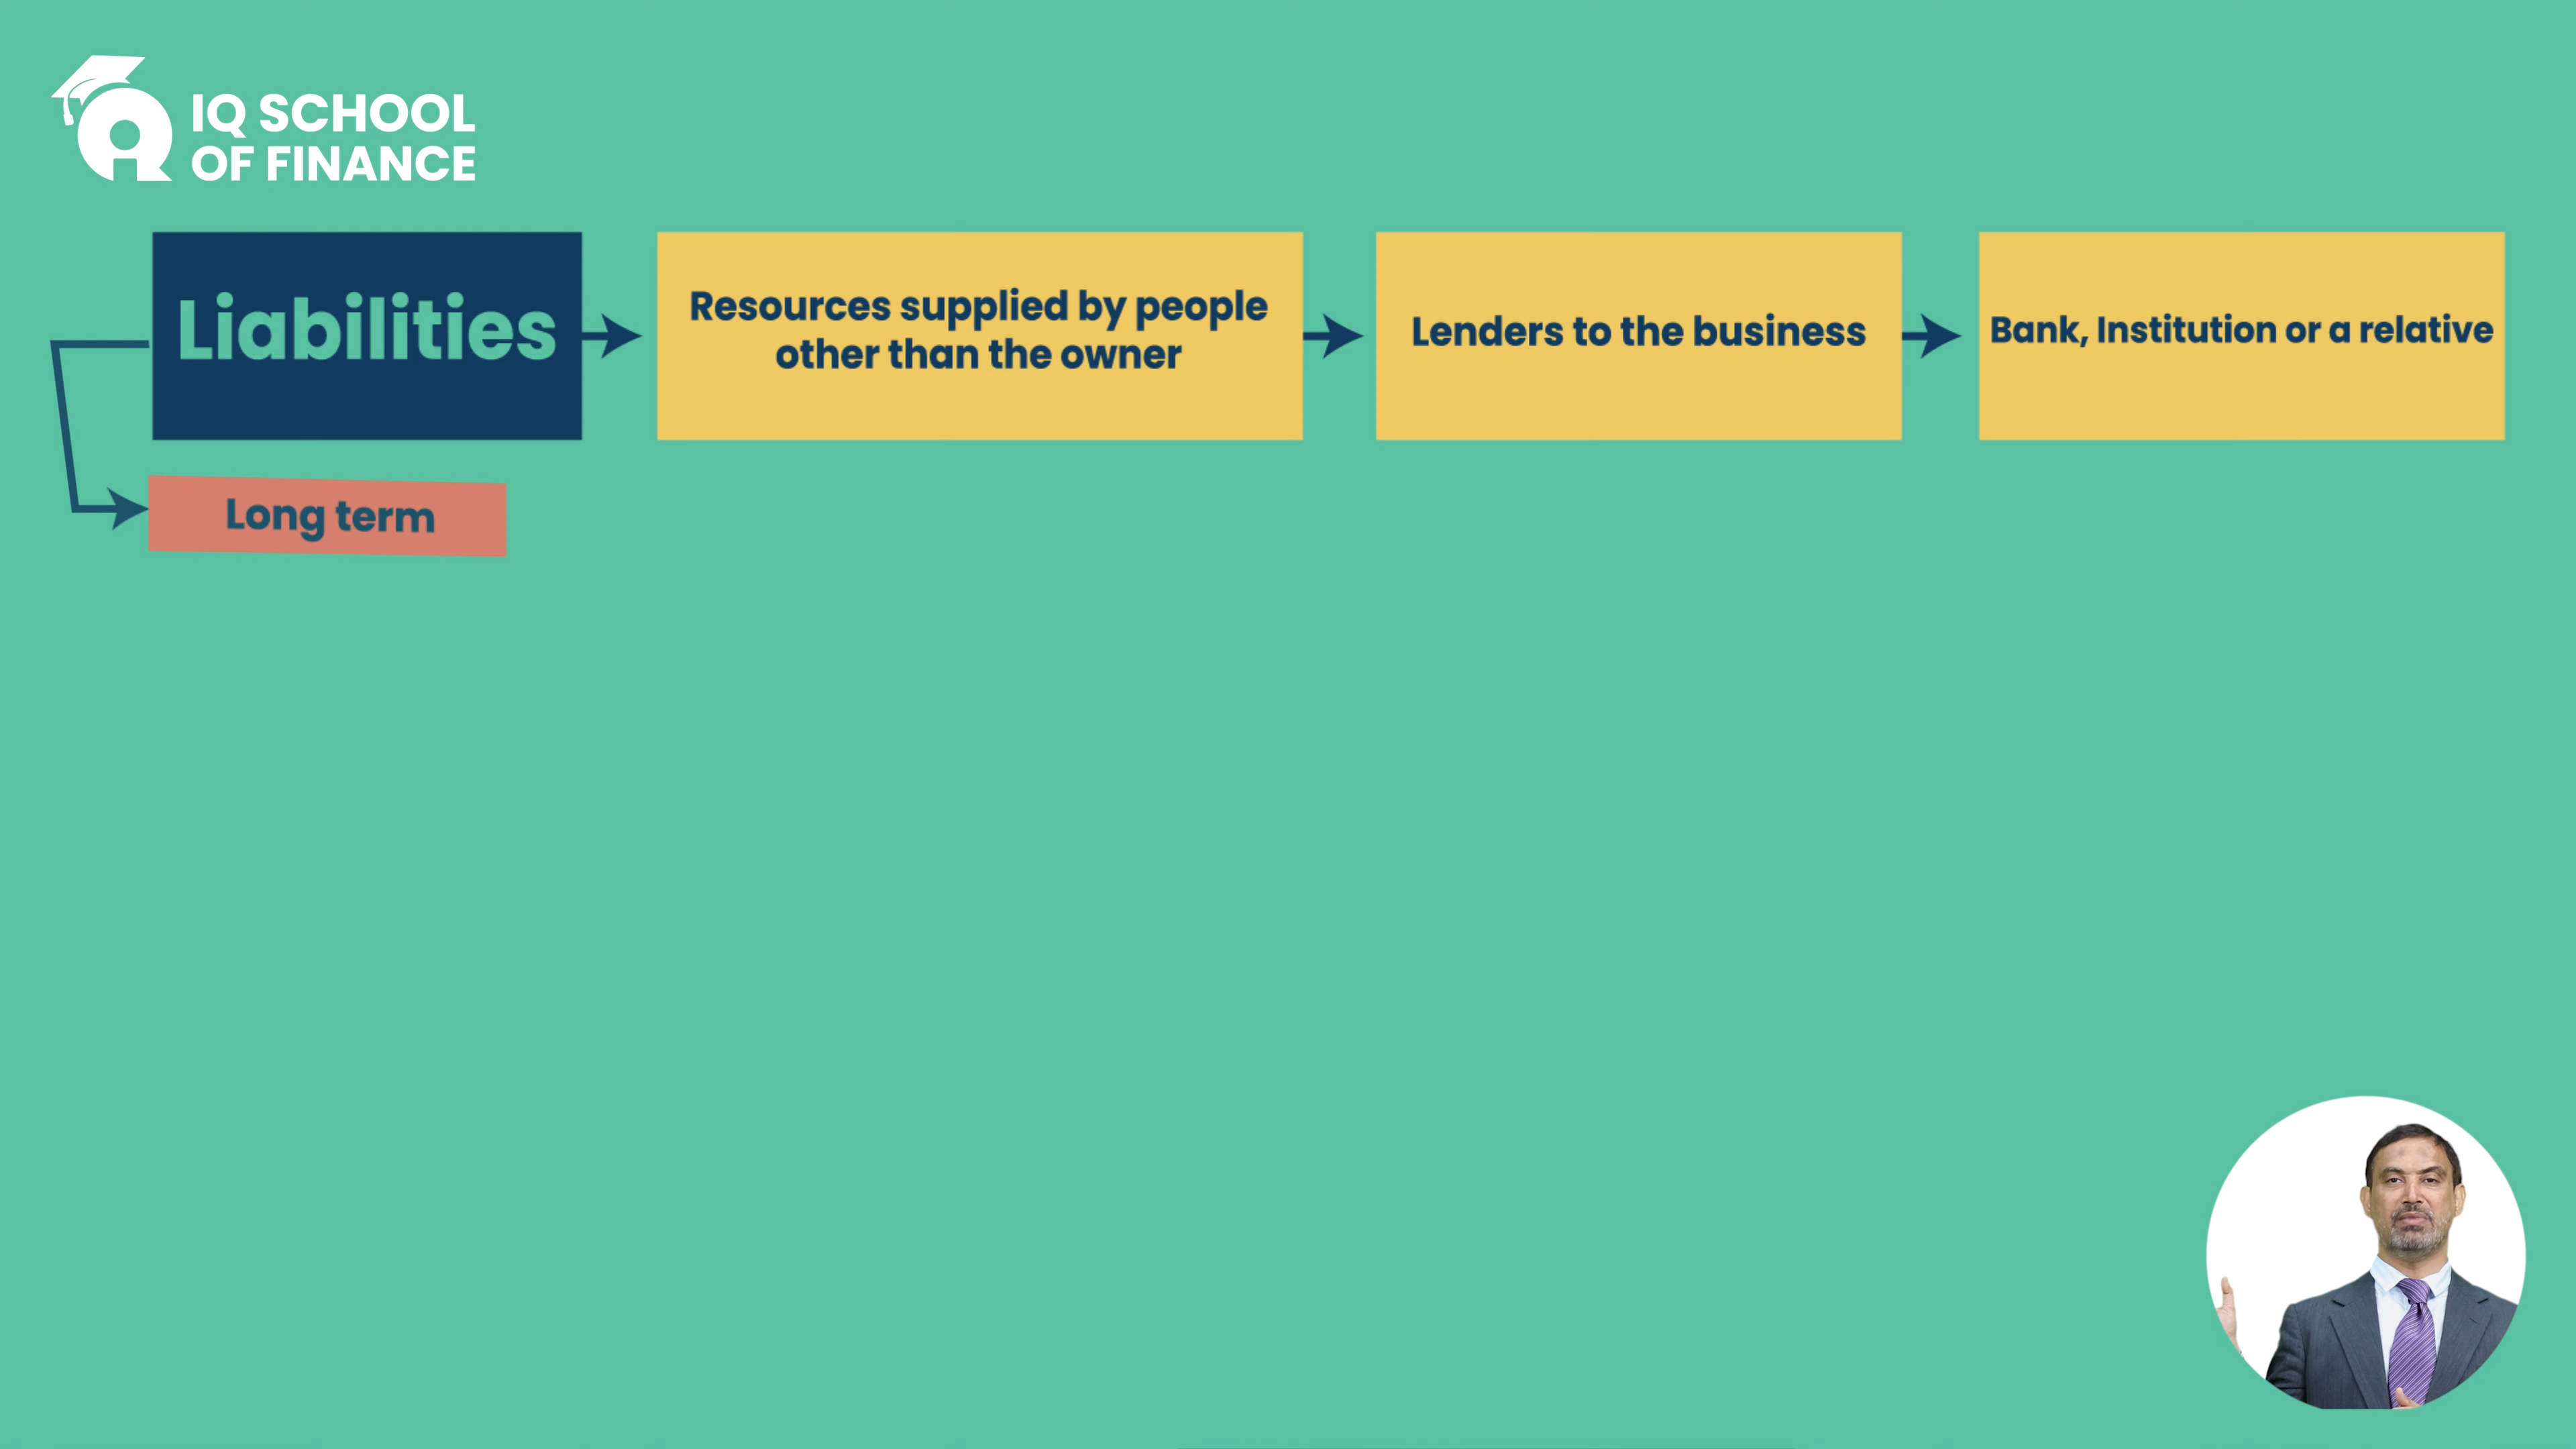 IQ SCHOOL
OF FINANCE
Liabilities
Resources supplied by people
other than the owner
Lenders to the business
Bank, Institution or a relative
Long term